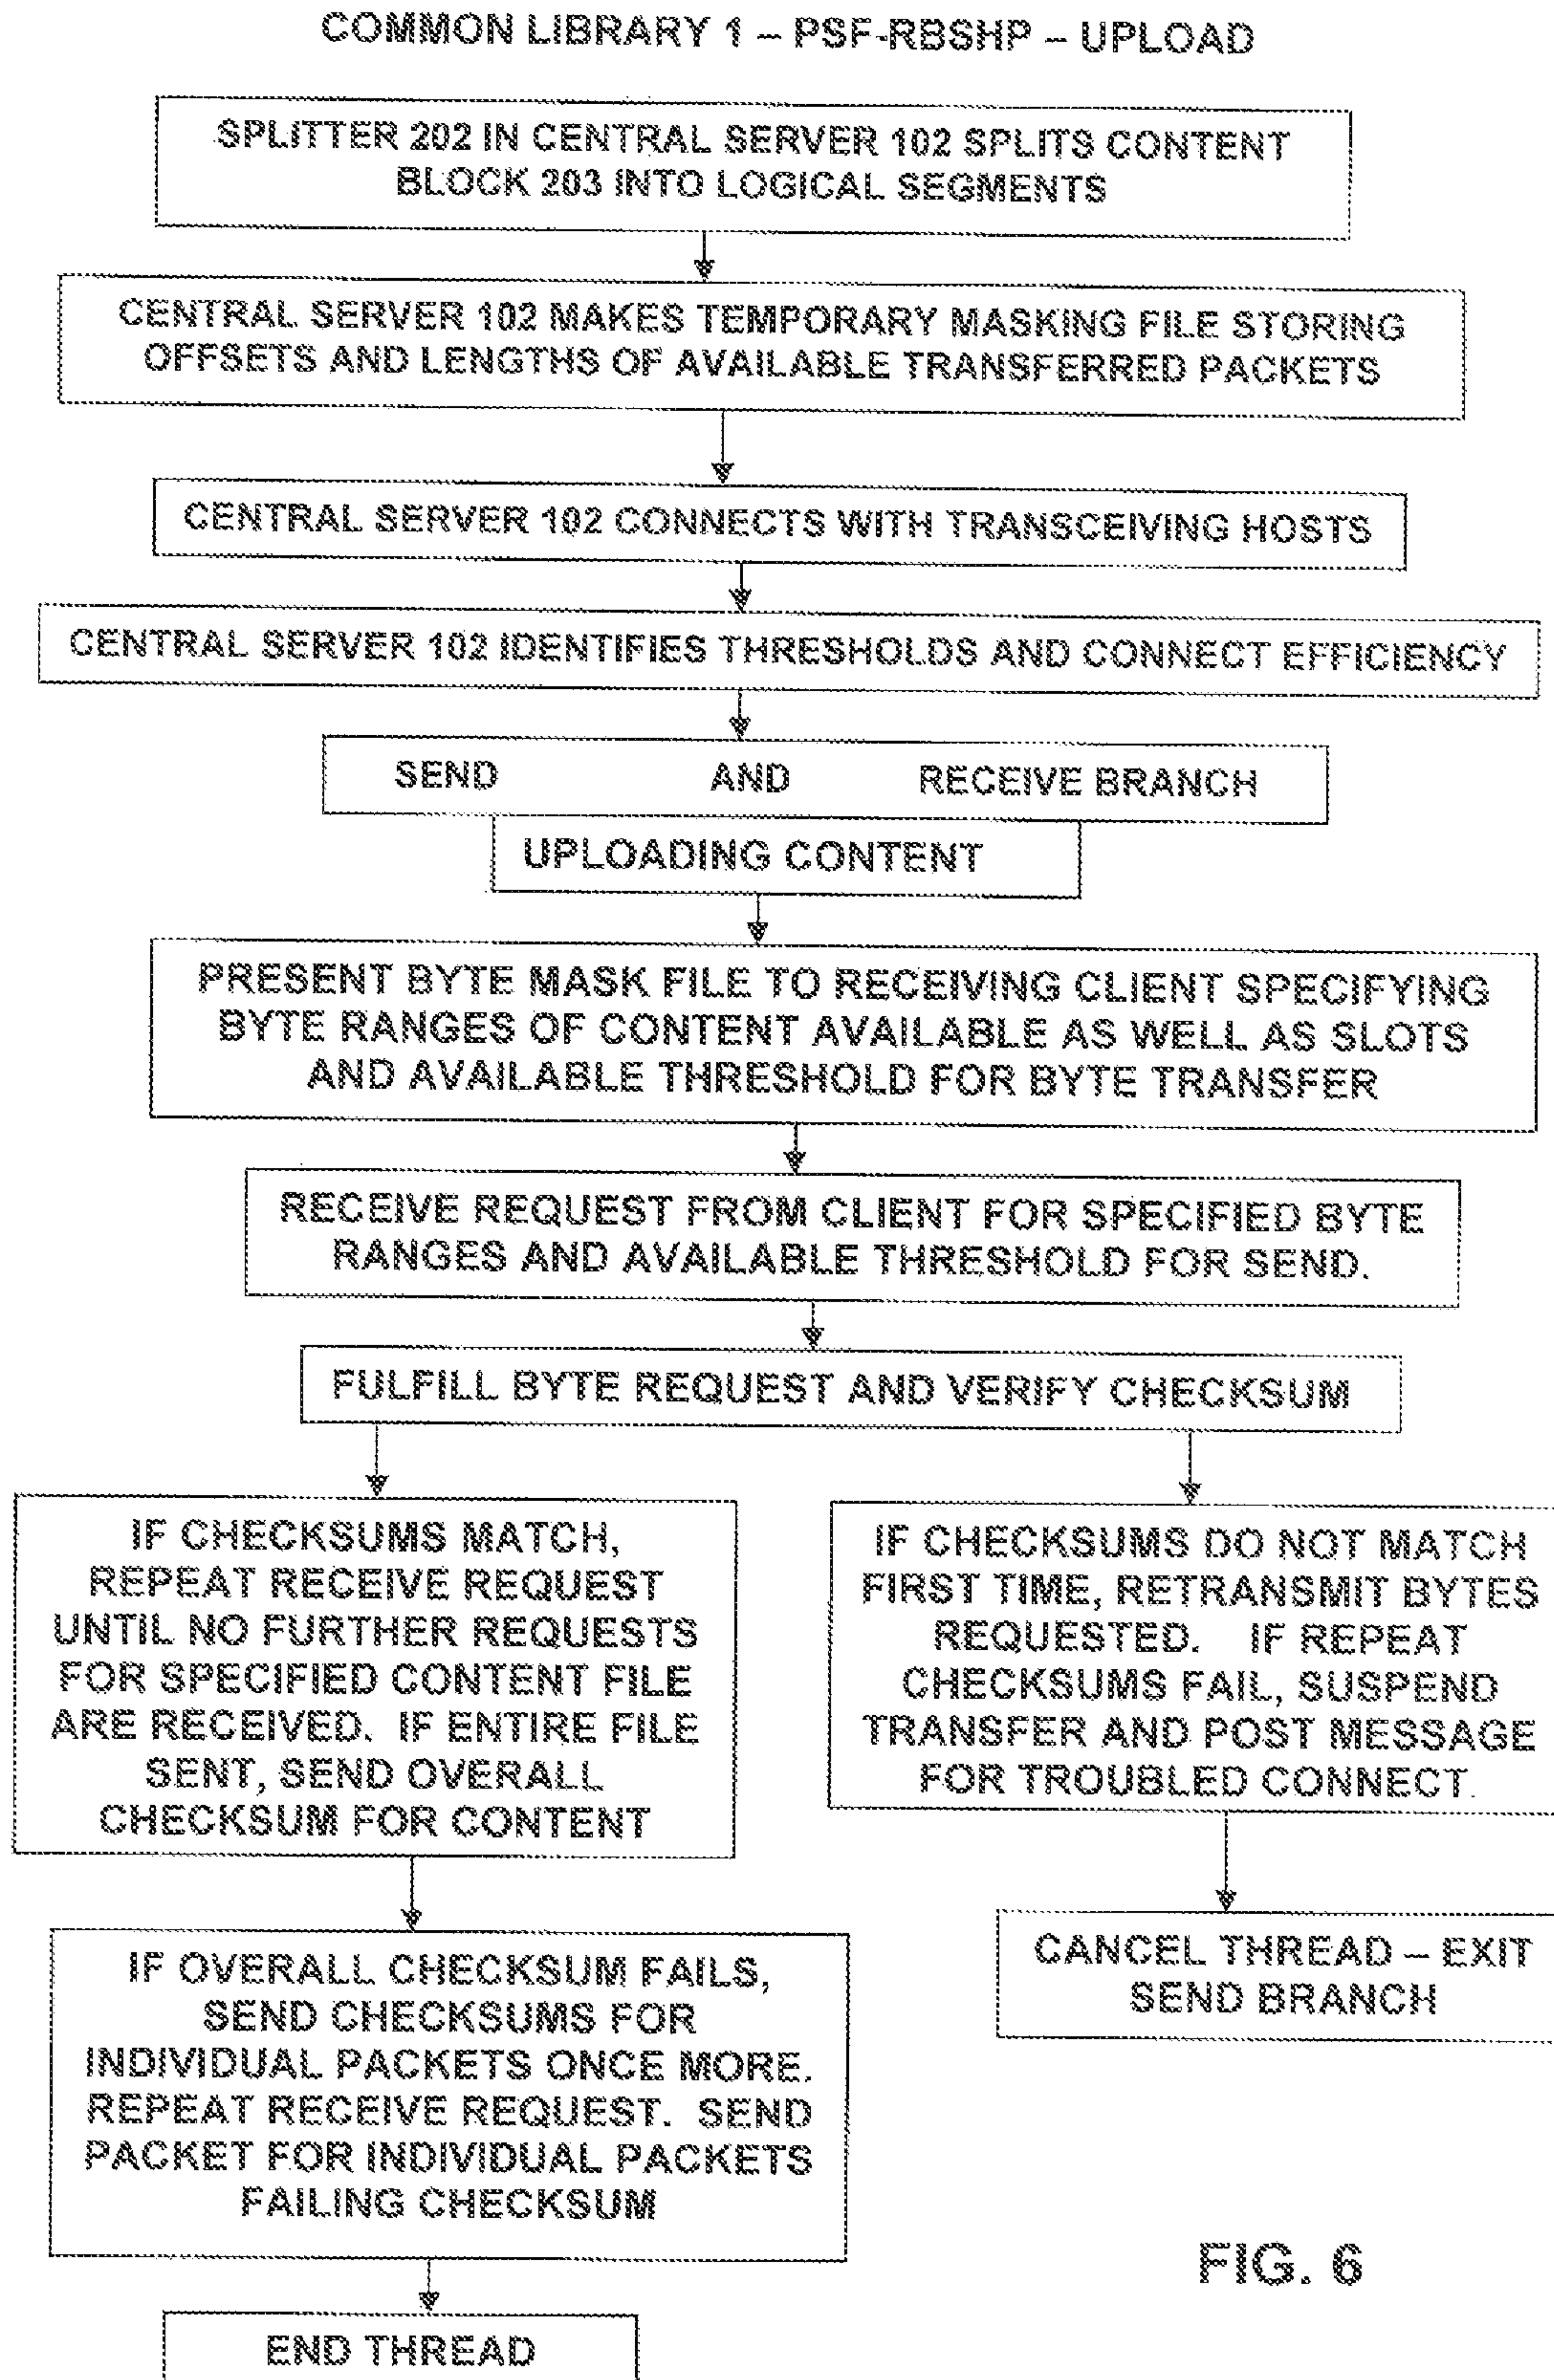 COMMON LIBRARY 1 – PSF-RBSHP – UPLOAD
SPLITTER 202 IN CENTRAL SERVER 102 SPLITS CONTENT
BLOCK 203 INTO LOGICAL SEGMENTS
CENTRAL SERVER 102 MAKES TEMPORARY MASKING FILE STORING
OFFSETS AND LENGTHS OF AVAILABLE TRANSFERRED PACKETS
CENTRAL SERVER 102 CONNECTS WITH TRANSCEIVING HOSTS
CENTRAL SERVER 102 IDENTIFIES THRESHOLDS AND CONNECT EFFICIENCY
SEND AND RECEIVE BRANCH
UPLOADING CONTENT
PRESENT BYTE MASK FILE TO RECEIVING CLIENT SPECIFYING
BYTE RANGES OF CONTENT AVAILABLE AS WELL AS SLOTS
AND AVAILABLE THRESHOLD FOR BYTE TRANSFER
RECEIVE REQUEST FROM CLIENT FOR SPECIFIED BYTE
RANGES AND AVAILABLE THRESHOLD FOR SEND.
FULFILL BYTE REQUEST AND VERIFY CHECKSUM
IF CHECKSUMS MATCH,
REPEAT RECEIVE REQUEST
UNTIL NO FURTHER REQUESTS
FOR SPECIFIED CONTENT FILE
ARE RECEIVED. IF ENTIRE FILE
SENT, SEND OVERALL
CHECKSUM FOR CONTENT
IF CHECKSUMS DO NOT MATCH
FIRST TIME, RETRANSMIT BYTES
REQUESTED. IF REPEAT
CHECKSUMS FAIL, SUSPEND
TRANSFER AND POST MESSAGE
FOR TROUBLED CONNECT.
IF OVERALL CHECKSUM FAILS,
SEND CHECKSUMS FOR
INDIVIDUAL PACKETS ONCE MORE.
REPEAT RECEIVE REQUEST. SEND
PACKET FOR INDIVIDUAL PACKETS
FAILING CHECKSUM
CANCEL THREAD – EXIT
SEND BRANCH
END THREAD
FIG. 6